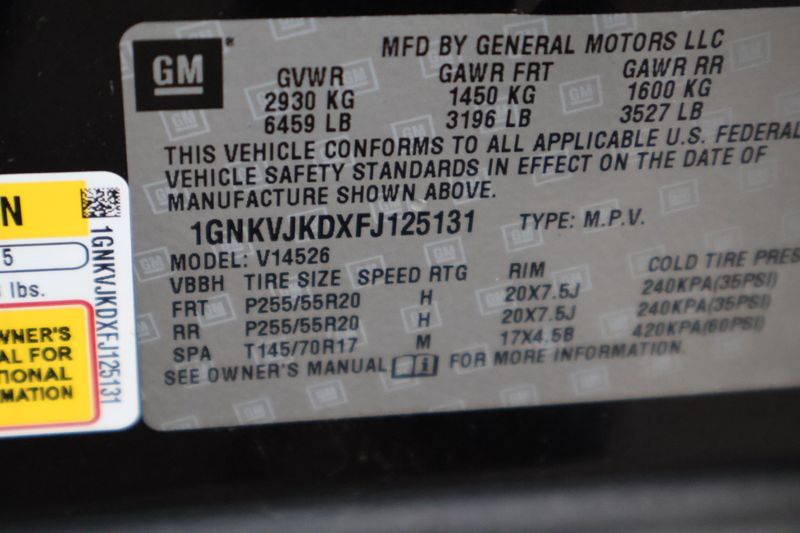 GM
MFD BY GENERAL MOTORS LLC
GVWR GAWR FRT GAWR RR
2930 KG 1450 KG 1600 KG
6459 LB 3196 LB 3527 LB
THIS VEHICLE CONFORMS TO ALL APPLICABLE U.S. FEDERAL
VEHICLE SAFETY STANDARDS IN EFFECT ON THE DATE OF
MANUFACTURE SHOWN ABOVE.
1GNKVJKDXFJ125131 TYPE: M.P.V.
MODEL: V14526
VBBH TIRE SIZE SPEED RTG RIM COLD TIRE PRES
FRT P255/55R20 H 20X7.5J 240KPA(35PSI)
RR P255/55R20 H 20X7.5J 240KPA(35PSI)
SPA T145/70R17 M 17X4.5B 420KPA(60PSI)
SEE OWNER'S MANUAL i FOR MORE INFORMATION.
N
5
lbs.
WNER'S
AL FOR
TIONAL
MATION
1GNKVJKDXFJ125131